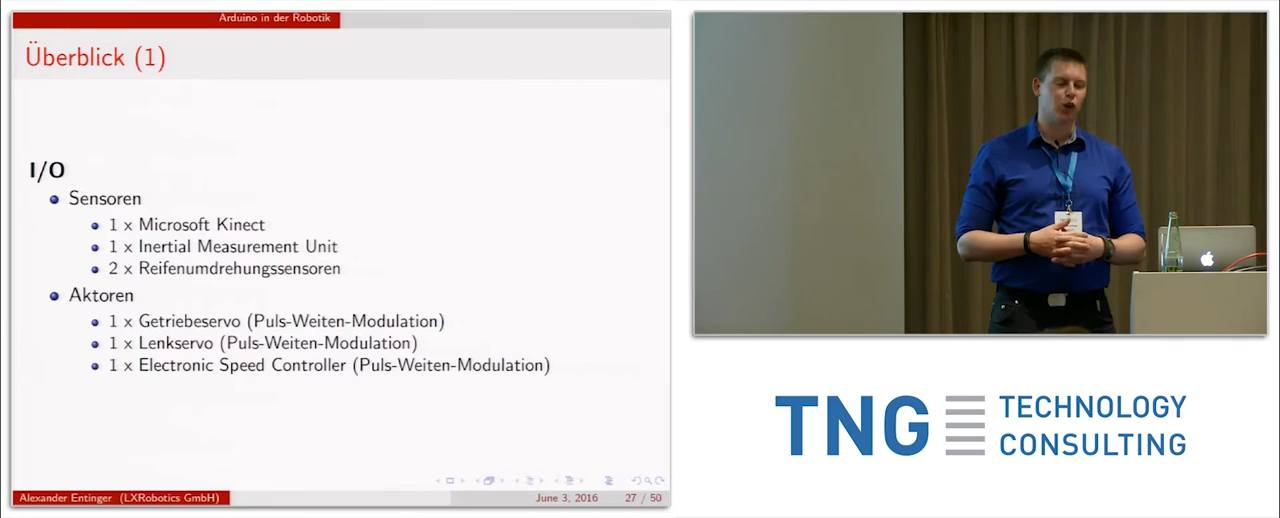 Arduino in der Robotik
Überblick (1)
I/O
Sensoren
1 x Microsoft Kinect
1 x Inertial Measurement Unit
2 x Reifenumdrehungssensoren
Aktoren
1 x Getriebeservo (Puls-Weiten-Modulation)
1 x Lenkservo (Puls-Weiten-Modulation)
1 x Electronic Speed Controller (Puls-Weiten-Modulation)
Alexander Entinger (LXRobotics GmbH)
June 3, 2016
27 / 50
TNG TECHNOLOGY
CONSULTING